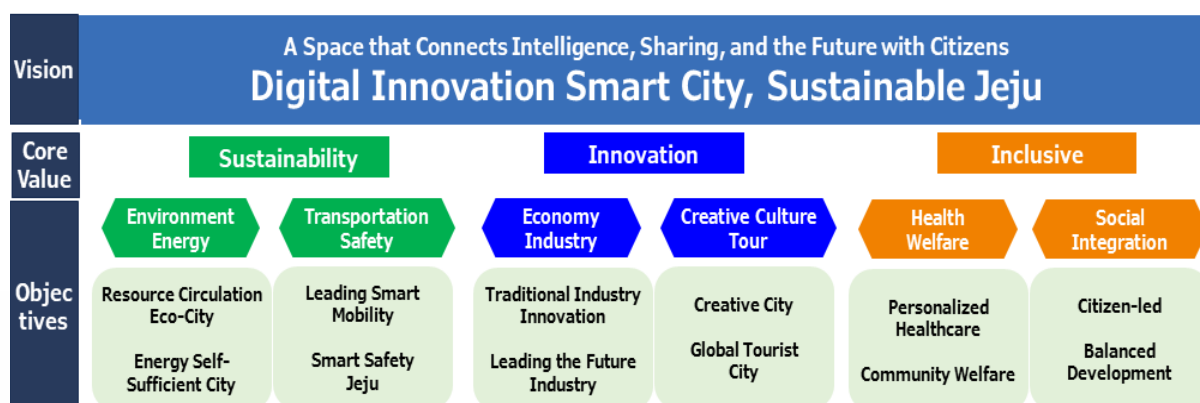 Vision
A Space that Connects Intelligence, Sharing, and the Future with Citizens
Digital Innovation Smart City, Sustainable Jeju
Core
Value
Sustainability
Innovation
Inclusive
Objec
tives
Environment
Energy
Transportation
Safety
Economy
Industry
Creative Culture
Tour
Health
Welfare
Social
Integration
Resource Circulation
Eco-City
Energy Self-
Sufficient City
Leading Smart
Mobility
Smart Safety
Jeju
Traditional Industry
Innovation
Leading the Future
Industry
Creative City
Global Tourist
City
Personalized
Healthcare
Community Welfare
Citizen-led
Balanced
Development